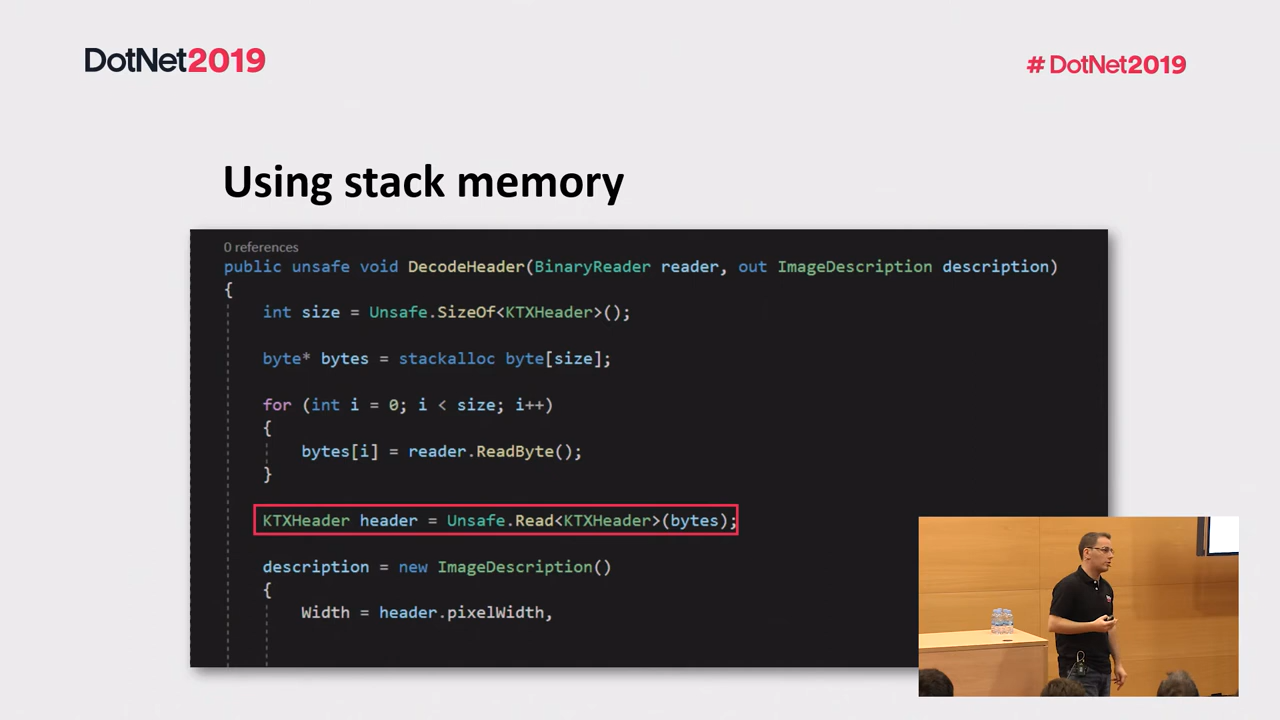 DotNet2019
# DotNet2019
Using stack memory
0 references
public unsafe void DecodeHeader(BinaryReader reader, out ImageDescription description)
{
int size = Unsafe.SizeOf<KTXHeader>();
byte* bytes = stackalloc byte[size];
for (int i = 0; i < size; i++)
{
bytes[i] = reader.ReadByte();
}
KTXHeader header = Unsafe.Read<KTXHeader>(bytes);
description = new ImageDescription()
{
Width = header.pixelWidth,